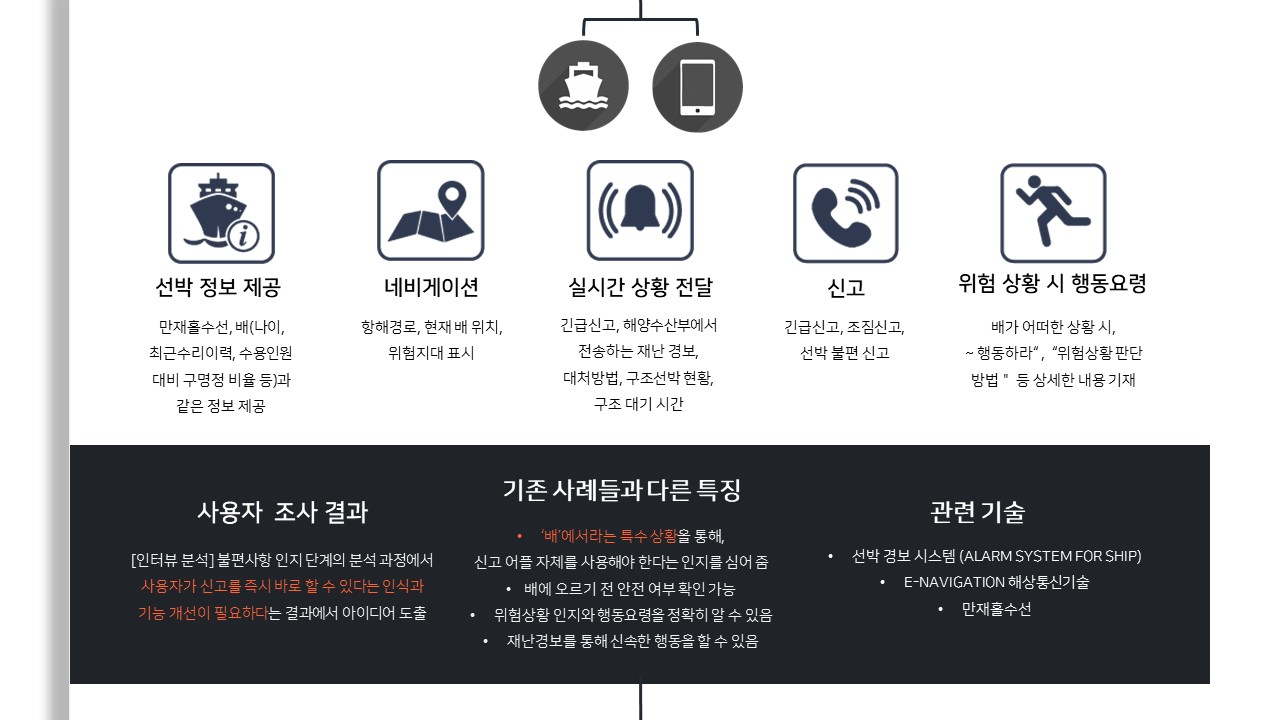 선박 정보 제공
만재홀수선, 배(나이,
최근수리이력, 수용인원
대비 구명정 비율 등)과
같은 정보 제공
네비게이션
항해경로, 현재 배 위치,
위험지대 표시
실시간 상황 전달
긴급신고, 해양수산부에서
전송하는 재난 경보,
대처방법, 구조선박 현황,
구조 대기 시간
신고
긴급신고, 조짐신고,
선박 불편 신고
위험 상황 시 행동요령
배가 어떠한 상황 시,
~ 행동하라“ , “위험상황 판단
방법 " 등 상세한 내용 기재
사용자 조사 결과
[인터뷰 분석] 불편사항 인지 단계의 분석 과정에서
사용자가 신고를 즉시 바로 할 수 있다는 인식과
기능 개선이 필요하다는 결과에서 아이디어 도출
기존 사례들과 다른 특징
• ‘배’에서라는 특수 상황을 통해,
신고 어플 자체를 사용해야 한다는 인지를 심어 줌
• 배에 오르기 전 안전 여부 확인 가능
• 위험상황 인지와 행동요령을 정확히 알 수 있음
• 재난경보를 통해 신속한 행동을 할 수 있음
관련 기술
• 선박 경보 시스템 (ALARM SYSTEM FOR SHIP)
• E-NAVIGATION 해상통신기술
• 만재홀수선